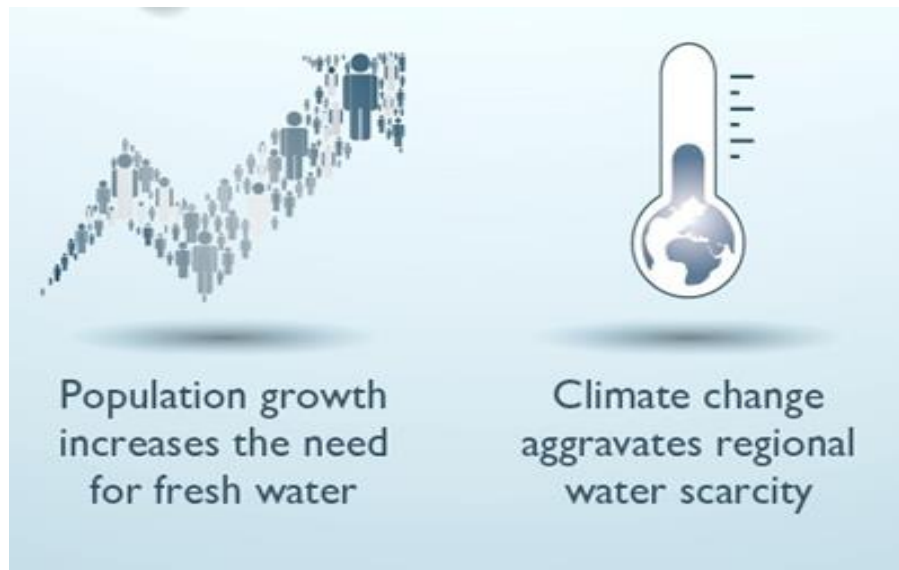 Population growth
increases the need
for fresh water
Climate change
aggravates regional
water scarcity